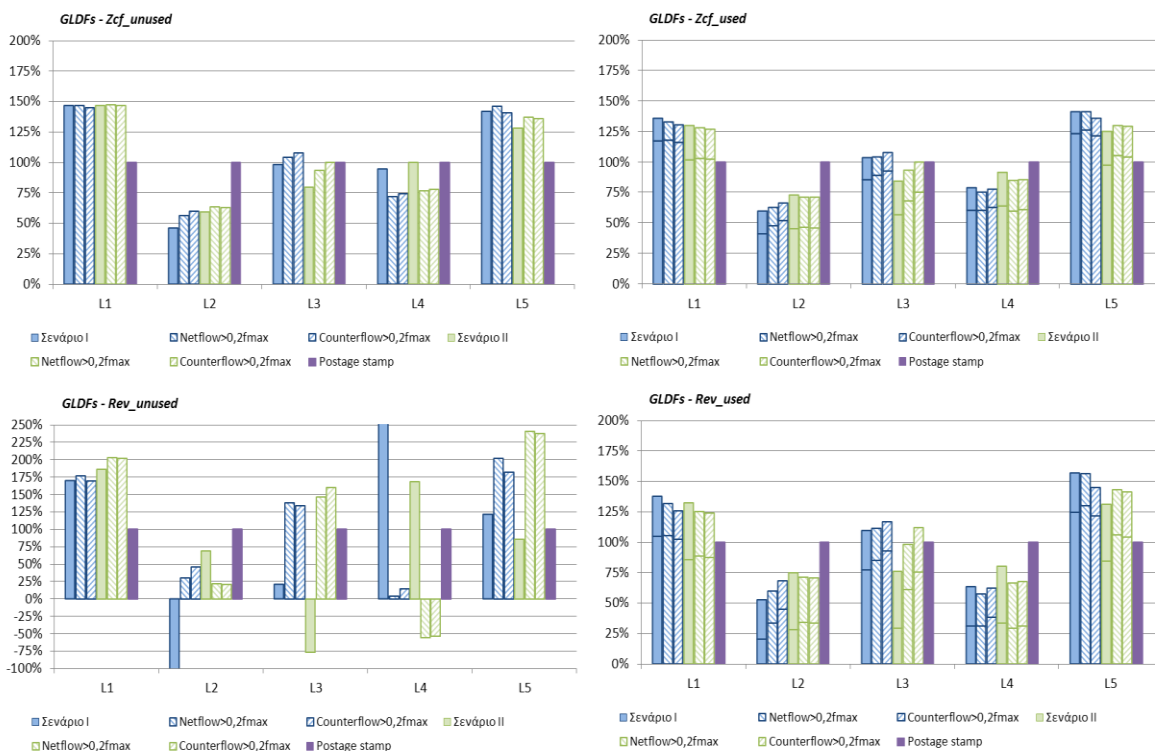 GLDFs - Zcf_unused
200%
175%
150%
125%
100%
75%
50%
25%
0%
L1 L2 L3 L4 L5
Σενάριο I Netflow>0,2fmax Counterflow>0,2fmax Σενάριο II
Netflow>0,2fmax Counterflow>0,2fmax Postage stamp
GLDFs - Zcf_used
200%
175%
150%
125%
100%
75%
50%
25%
0%
L1 L2 L3 L4 L5
Σενάριο I Netflow>0,2fmax Counterflow>0,2fmax Σενάριο II
Netflow>0,2fmax Counterflow>0,2fmax Postage stamp
GLDFs - Rev_unused
250%
225%
200%
175%
150%
125%
100%
75%
50%
25%
0%
-25%
-50%
-75%
-100%
L1 L2 L3 L4 L5
Σενάριο I Netflow>0,2fmax Counterflow>0,2fmax Σενάριο II
Netflow>0,2fmax Counterflow>0,2fmax Postage stamp
GLDFs - Rev_used
200%
175%
150%
125%
100%
75%
50%
25%
0%
L1 L2 L3 L4 L5
Σενάριο I Netflow>0,2fmax Counterflow>0,2fmax Σενάριο II
Netflow>0,2fmax Counterflow>0,2fmax Postage stamp